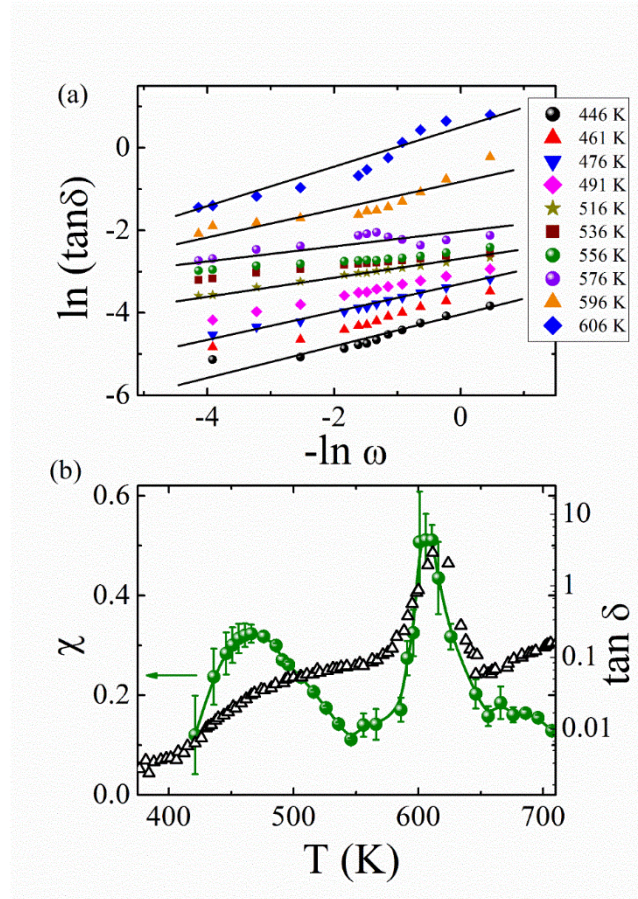 (a)
ln (tanδ)
0
-2
-4
-6
-4
-2
0
-ln ω
446 K
461 K
476 K
491 K
516 K
536 K
556 K
576 K
596 K
606 K
(b)
χ
0.6
0.4
0.2
0.0
400
500
600
700
T (K)
10
1
0.1
0.01
tan δ